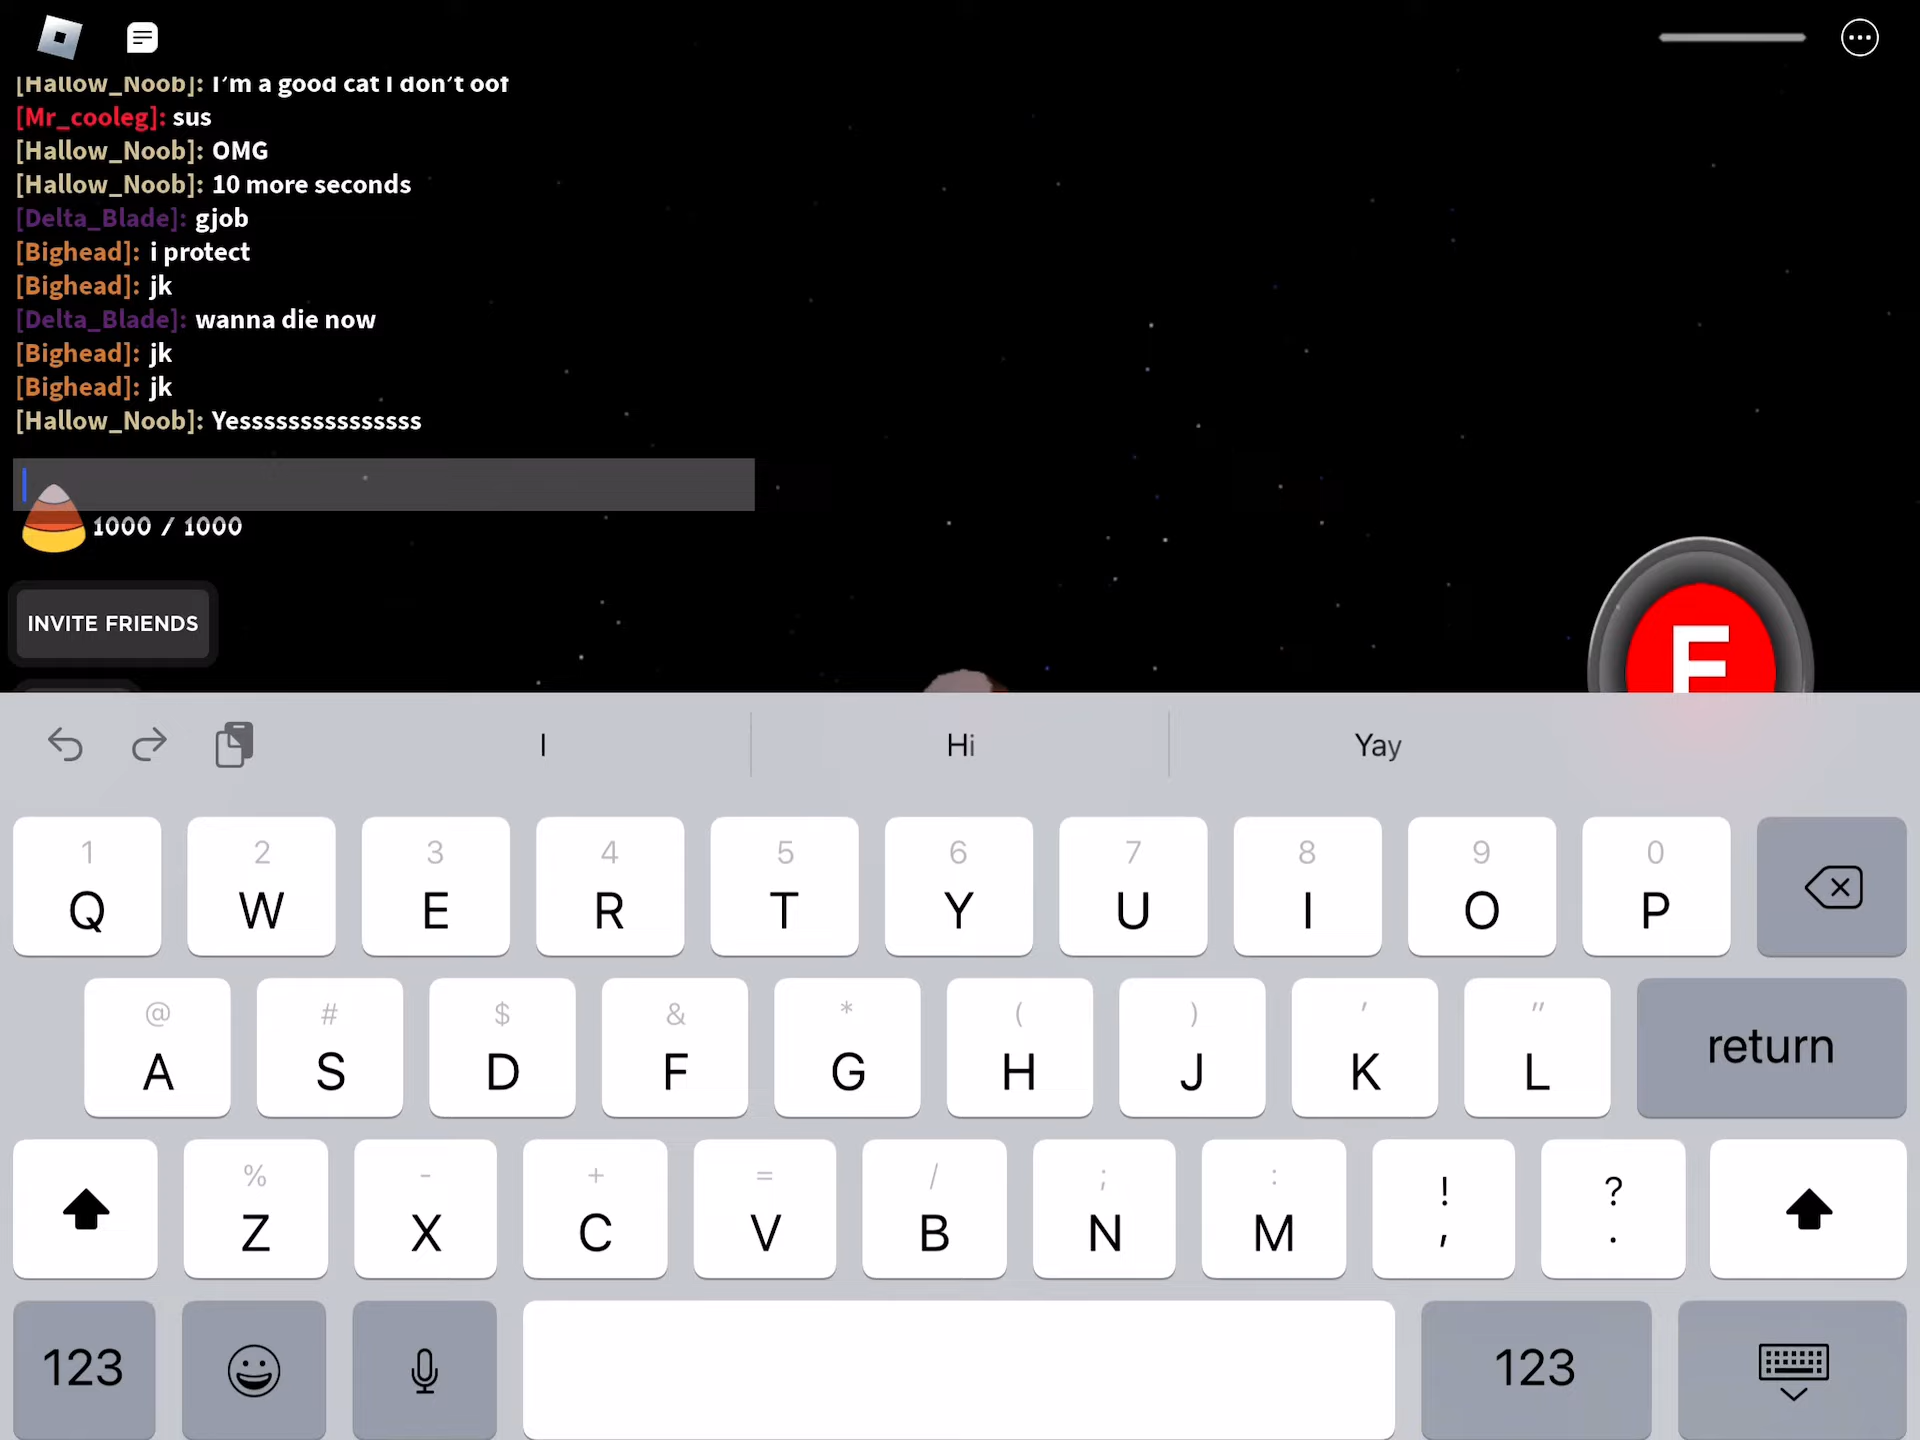 [Hallow_Noob]: I'm a good cat I don't oof
[Mr_cooleg]: sus
[Hallow_Noob]: OMG
[Hallow_Noob]: 10 more seconds
[Delta_Blade]: gjob
[Bighead]: i protect
[Bighead]: jk
[Delta_Blade]: wanna die now
[Bighead]: jk
[Bighead]: jk
[Hallow_Noob]: Yesssssssssssssss
1000 / 1000
INVITE FRIENDS
E
I Hi Yay
1 2 3 4 5 6 7 8 9 0
Q W E R T Y U I O P
@ # $ & * ( ) ' "
A S D F G H J K L return
% - + = / ; : ! ?
Z X C V B N M , .
123 123